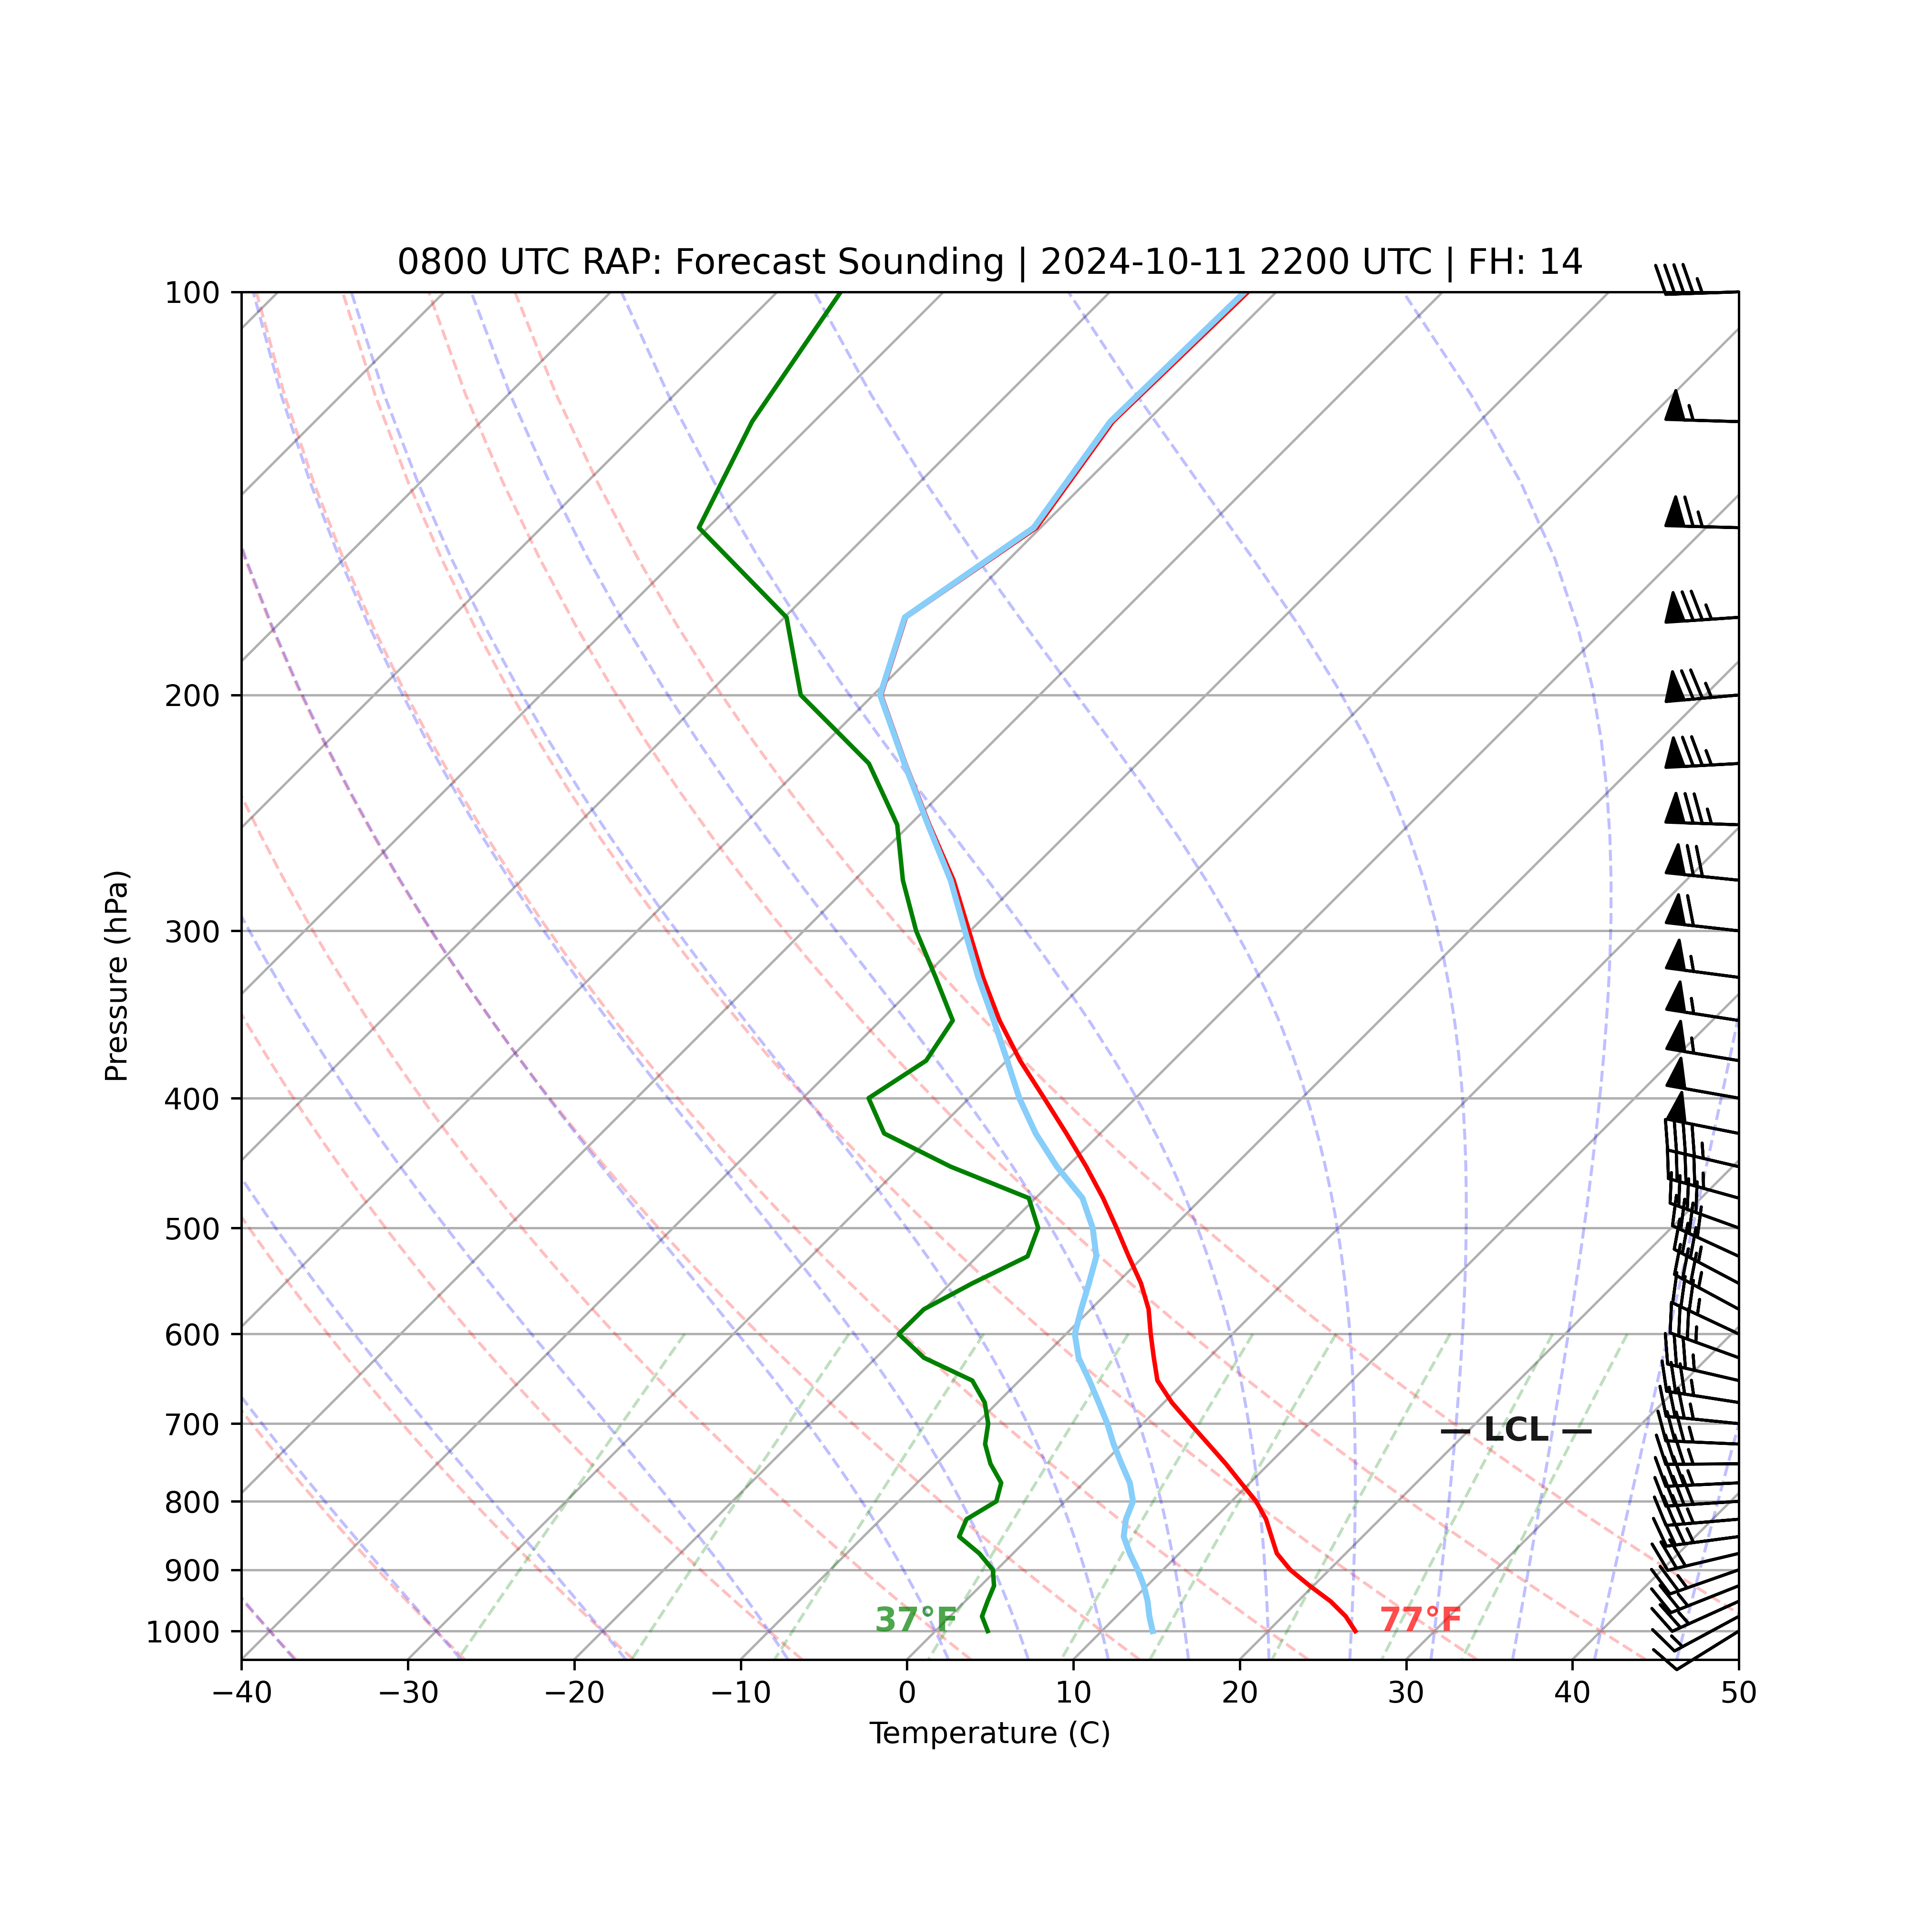 0800 UTC RAP: Forecast Sounding | 2024-10-11 2200 UTC | FH: 14
100
200
300
400
500
600
700
800
900
1000
Pressure (hPa)
— LCL —
37°F
77°F
−40 −30 −20 −10 0 10 20 30 40 50
Temperature (C)